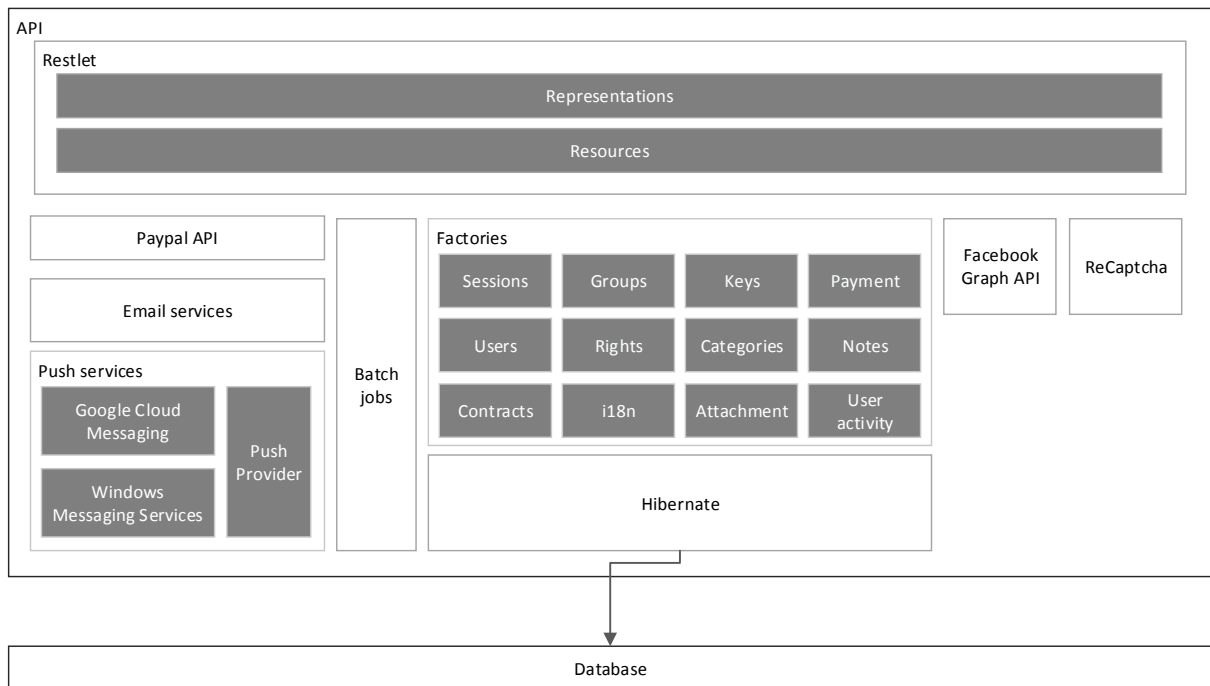 API
Restlet
Representations
Resources
Paypal API
Email services
Push services
Google Cloud
Messaging
Windows
Messaging Services
Push
Provider
Batch
jobs
Factories
Sessions
Groups
Keys
Payment
Users
Rights
Categories
Notes
Contracts
i18n
Attachment
User
activity
Hibernate
Facebook
Graph API
ReCaptcha
Database